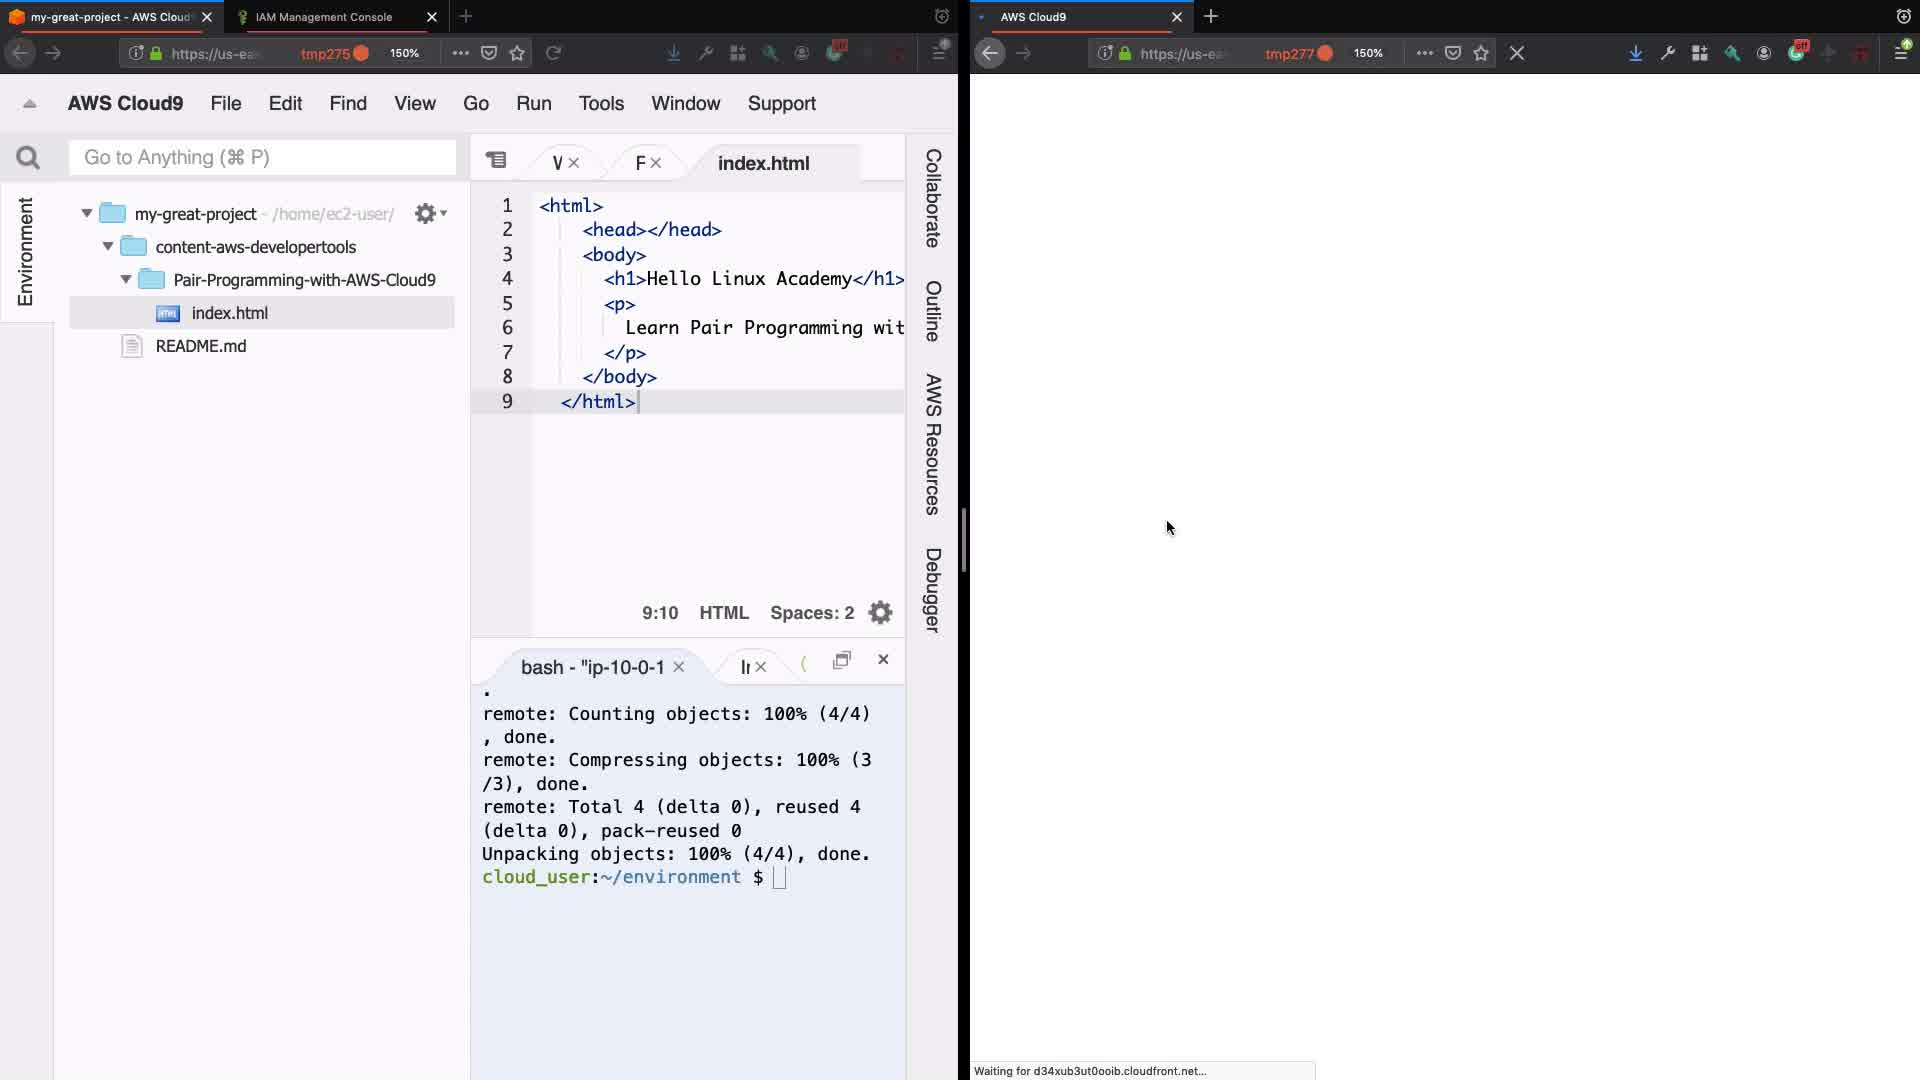 my-great-project - AWS Cloud9
IAM Management Console
https://us-eas
tmp275
150%
AWS Cloud9 File Edit Find View Go Run Tools Window Support
Go to Anything (⌘ P)
Environment
my-great-project - /home/ec2-user/
content-aws-developertools
Pair-Programming-with-AWS-Cloud9
index.html
README.md
V
F
index.html
1 <html>
2 <head></head>
3 <body>
4 <h1>Hello Linux Academy</h1>
5 <p>
6 Learn Pair Programming wit
7 </p>
8 </body>
9 </html>
9:10 HTML Spaces: 2
Collaborate
Outline
AWS Resources
Debugger
bash - "ip-10-0-1
.
remote: Counting objects: 100% (4/4)
, done.
remote: Compressing objects: 100% (3
/3), done.
remote: Total 4 (delta 0), reused 4
(delta 0), pack-reused 0
Unpacking objects: 100% (4/4), done.
cloud_user:~/environment $
AWS Cloud9
https://us-eas
tmp277
150%
off
Waiting for d34xub3ut0ooib.cloudfront.net...